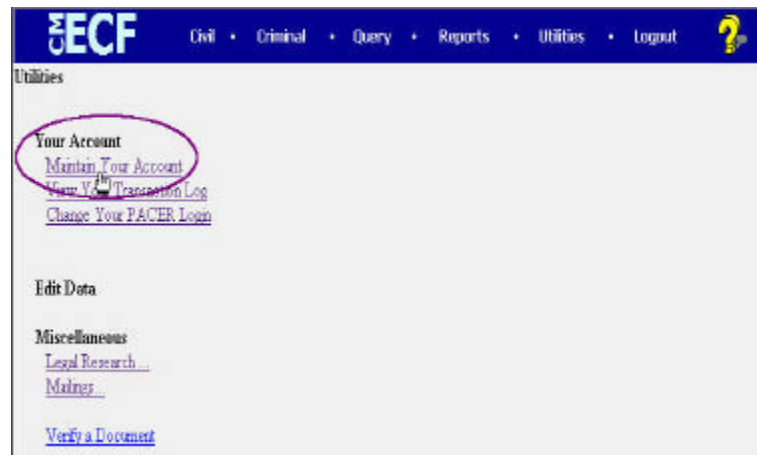 CM ECF Civil • Criminal • Query • Reports • Utilities • Logout ?
Utilities
Your Account
Maintain Your Account
View Your Transaction Log
Change Your PACER Login
Edit Data
Miscellaneous
Legal Research ...
Mailings ...
Verify a Document